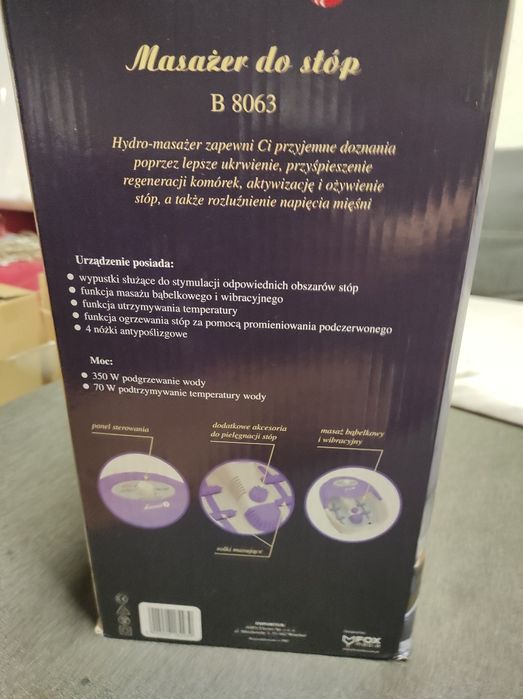 Masażer do stóp
B 8063
Hydro-masażer zapewni Ci przyjemne doznania
poprzez lepsze ukrwienie, przyśpieszenie
regeneracji komórek, aktywizację i ożywienie
stóp, a także rozluźnienie napięcia mięśni
Urządzenie posiada:
• wypustki służące do stymulacji odpowiednich obszarów stóp
• funkcja masażu bąbelkowego i wibracyjnego
• funkcja utrzymywania temperatury
• funkcja ogrzewania stóp za pomocą promieniowania podczerwonego
• 4 nóżki antypoślizgowe
Moc:
• 350 W podgrzewanie wody
• 70 W podtrzymywanie temperatury wody
panel sterowania
dodatkowe akcesoria
do pielęgnacji stóp
masaż bąbelkowy
i wibracyjny
rolki masujące
FOX